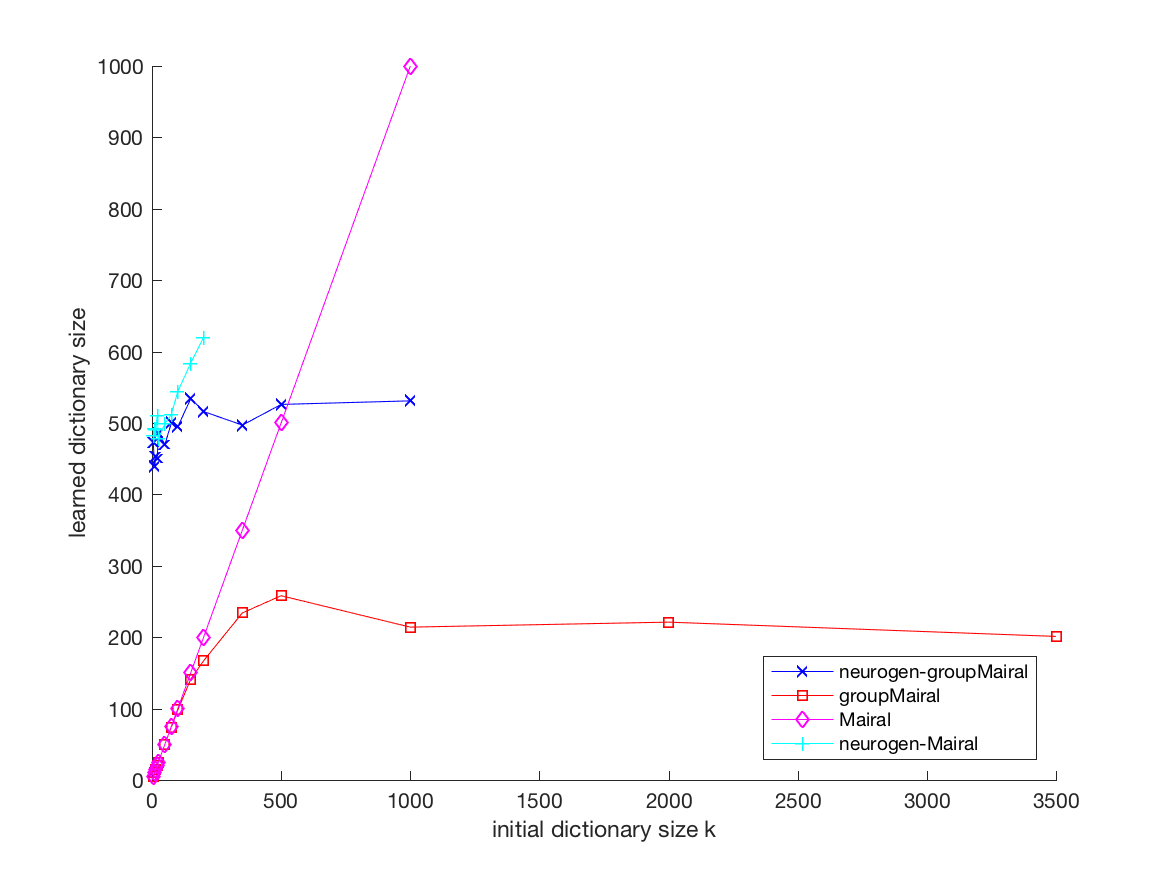 1000
900
800
700
600
500
400
300
200
100
0
learned dictionary size
0 500 1000 1500 2000 2500 3000 3500
initial dictionary size k
neurogen-groupMairal
groupMairal
Mairal
neurogen-Mairal